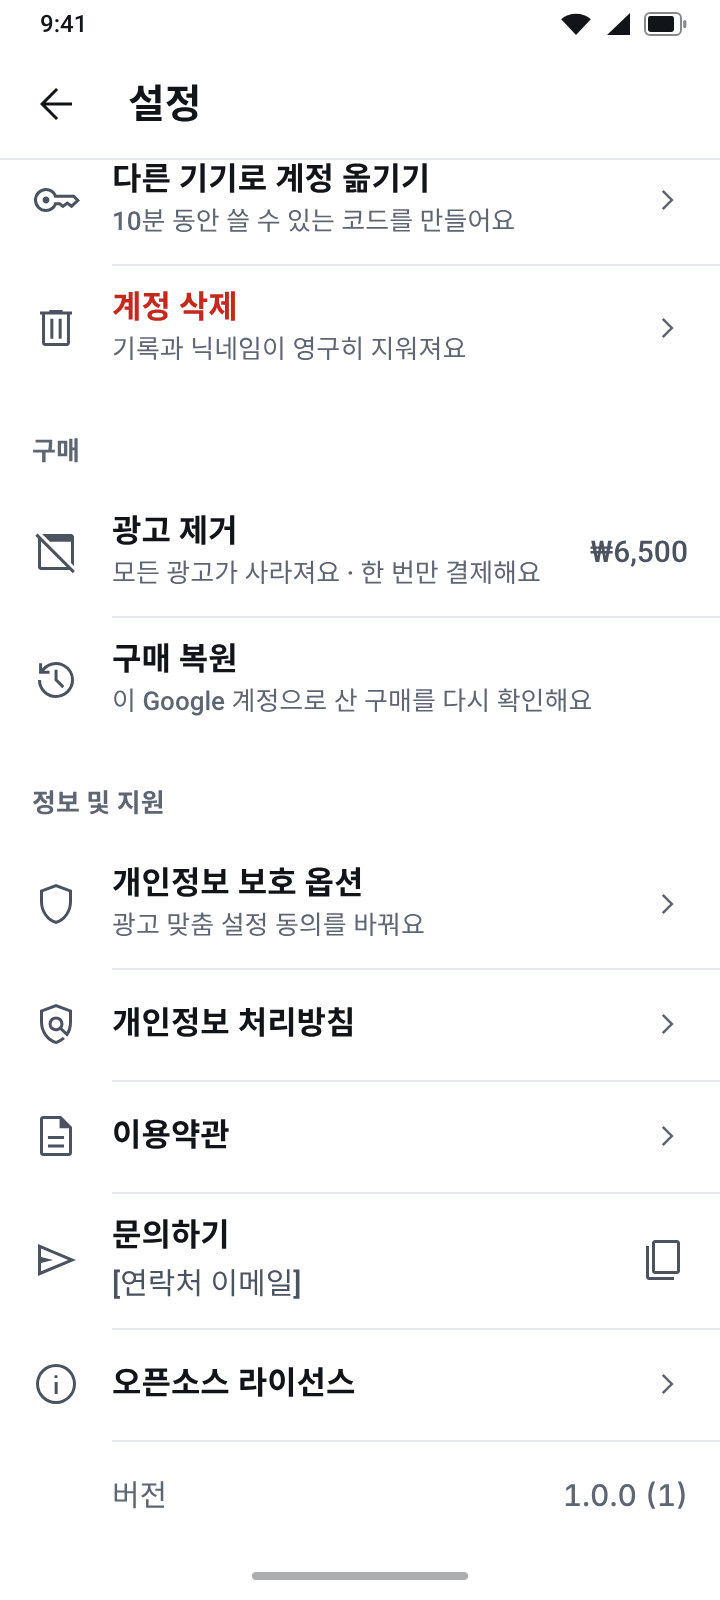 9:41
설정
다른 기기로 계정 옮기기
10분 동안 쓸 수 있는 코드를 만들어요
계정 삭제
기록과 닉네임이 영구히 지워져요
구매
광고 제거
모든 광고가 사라져요 · 한 번만 결제해요
₩6,500
구매 복원
이 Google 계정으로 산 구매를 다시 확인해요
정보 및 지원
개인정보 보호 옵션
광고 맞춤 설정 동의를 바꿔요
개인정보 처리방침
이용약관
문의하기
[연락처 이메일]
오픈소스 라이선스
버전
1.0.0 (1)